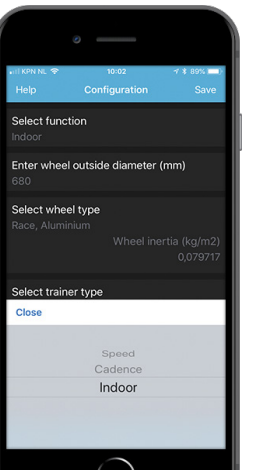 KPN NL 10:02 89%
Help Configuration Save
Select function
Indoor
Enter wheel outside diameter (mm)
680
Select wheel type
Race, Aluminium
Wheel inertia (kg/m2)
0,079717
Select trainer type
Close
Speed
Cadence
Indoor